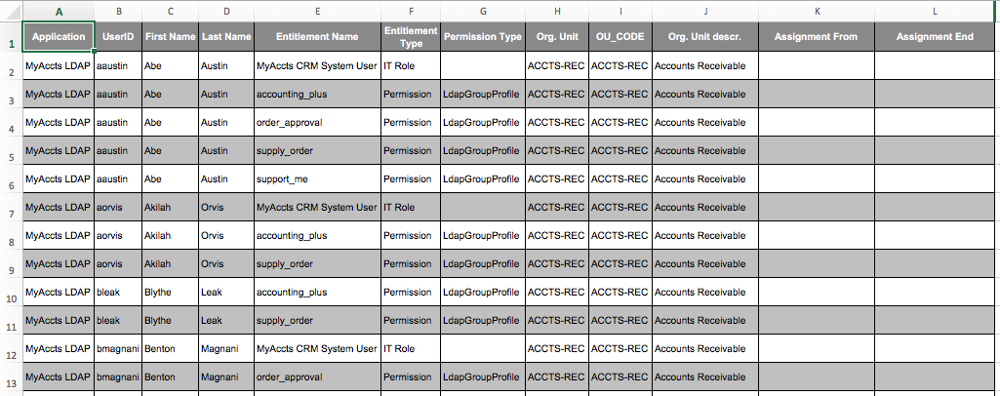 A B C D E F G H I J K L
1 Application UserID First Name Last Name Entitlement Name Entitlement Type Permission Type Org. Unit OU_CODE Org. Unit descr. Assignment From Assignment End
2 MyAccts LDAP aaustin Abe Austin MyAccts CRM System User IT Role ACCTS-REC ACCTS-REC Accounts Receivable
3 MyAccts LDAP aaustin Abe Austin accounting_plus Permission LdapGroupProfile ACCTS-REC ACCTS-REC Accounts Receivable
4 MyAccts LDAP aaustin Abe Austin order_approval Permission LdapGroupProfile ACCTS-REC ACCTS-REC Accounts Receivable
5 MyAccts LDAP aaustin Abe Austin supply_order Permission LdapGroupProfile ACCTS-REC ACCTS-REC Accounts Receivable
6 MyAccts LDAP aaustin Abe Austin support_me Permission LdapGroupProfile ACCTS-REC ACCTS-REC Accounts Receivable
7 MyAccts LDAP aorvis Akilah Orvis MyAccts CRM System User IT Role ACCTS-REC ACCTS-REC Accounts Receivable
8 MyAccts LDAP aorvis Akilah Orvis accounting_plus Permission LdapGroupProfile ACCTS-REC ACCTS-REC Accounts Receivable
9 MyAccts LDAP aorvis Akilah Orvis supply_order Permission LdapGroupProfile ACCTS-REC ACCTS-REC Accounts Receivable
10 MyAccts LDAP bleak Blythe Leak accounting_plus Permission LdapGroupProfile ACCTS-REC ACCTS-REC Accounts Receivable
11 MyAccts LDAP bleak Blythe Leak supply_order Permission LdapGroupProfile ACCTS-REC ACCTS-REC Accounts Receivable
12 MyAccts LDAP bmagnani Benton Magnani MyAccts CRM System User IT Role ACCTS-REC ACCTS-REC Accounts Receivable
13 MyAccts LDAP bmagnani Benton Magnani order_approval Permission LdapGroupProfile ACCTS-REC ACCTS-REC Accounts Receivable